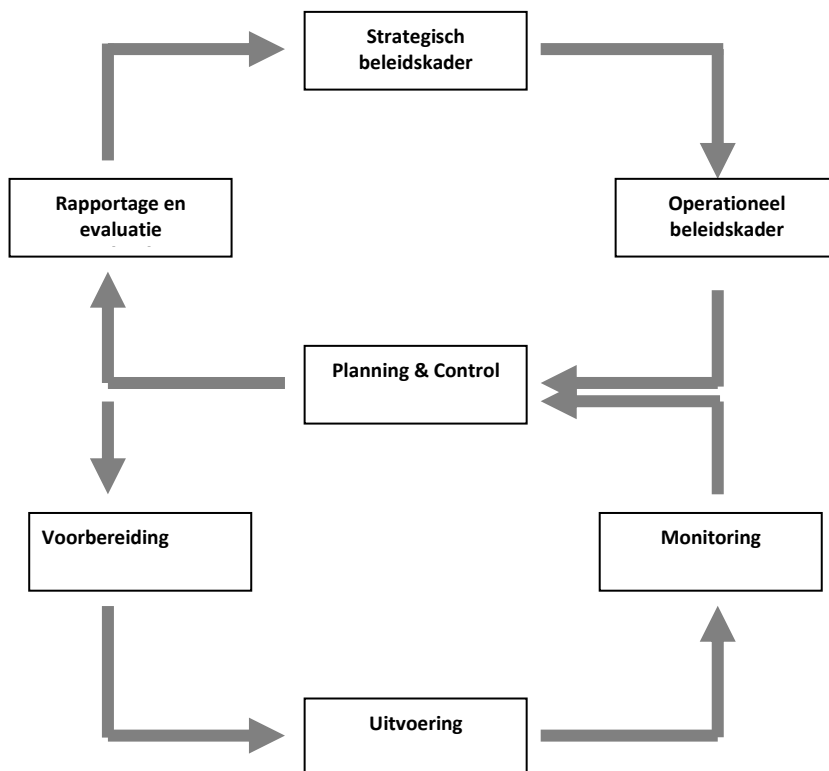 Strategisch
beleidskader
Rapportage en
evaluatie
Operationeel
beleidskader
Planning & Control
Voorbereiding
Monitoring
Uitvoering